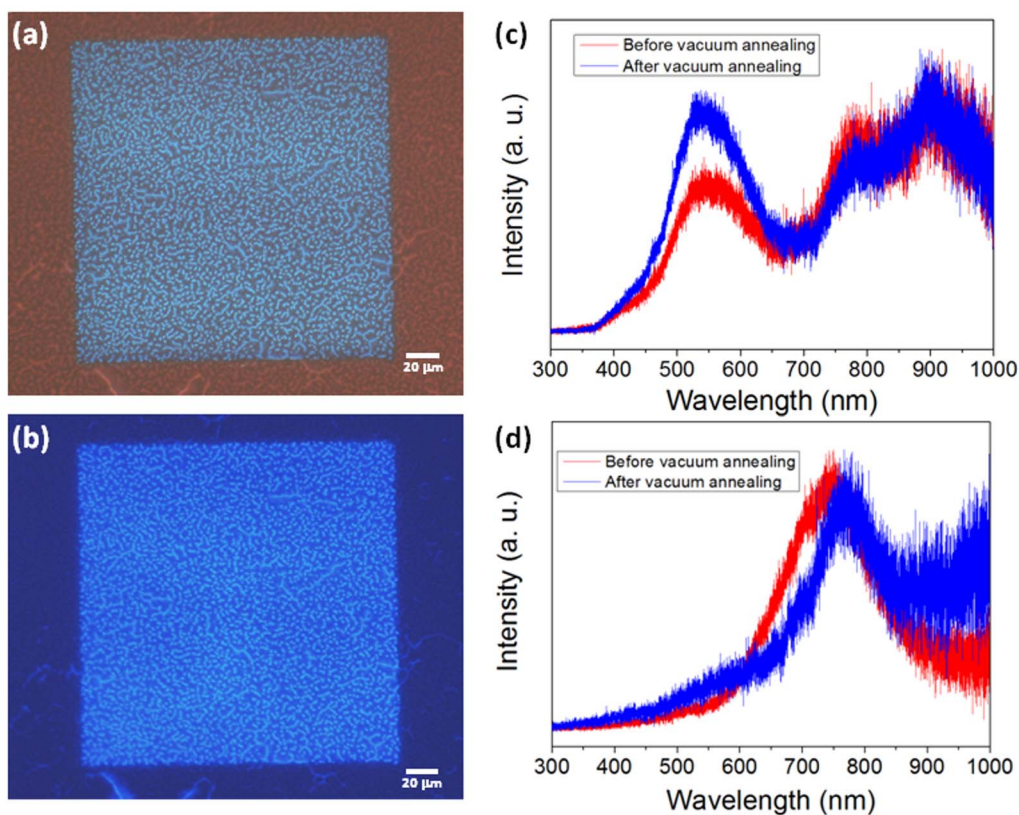 (a)
20 µm
(b)
20 µm
(c)
Before vacuum annealing
After vacuum annealing
Intensity (a. u.)
300 400 500 600 700 800 900 1000
Wavelength (nm)
(d)
Before vacuum annealing
After vacuum annealing
Intensity (a. u.)
300 400 500 600 700 800 900 1000
Wavelength (nm)